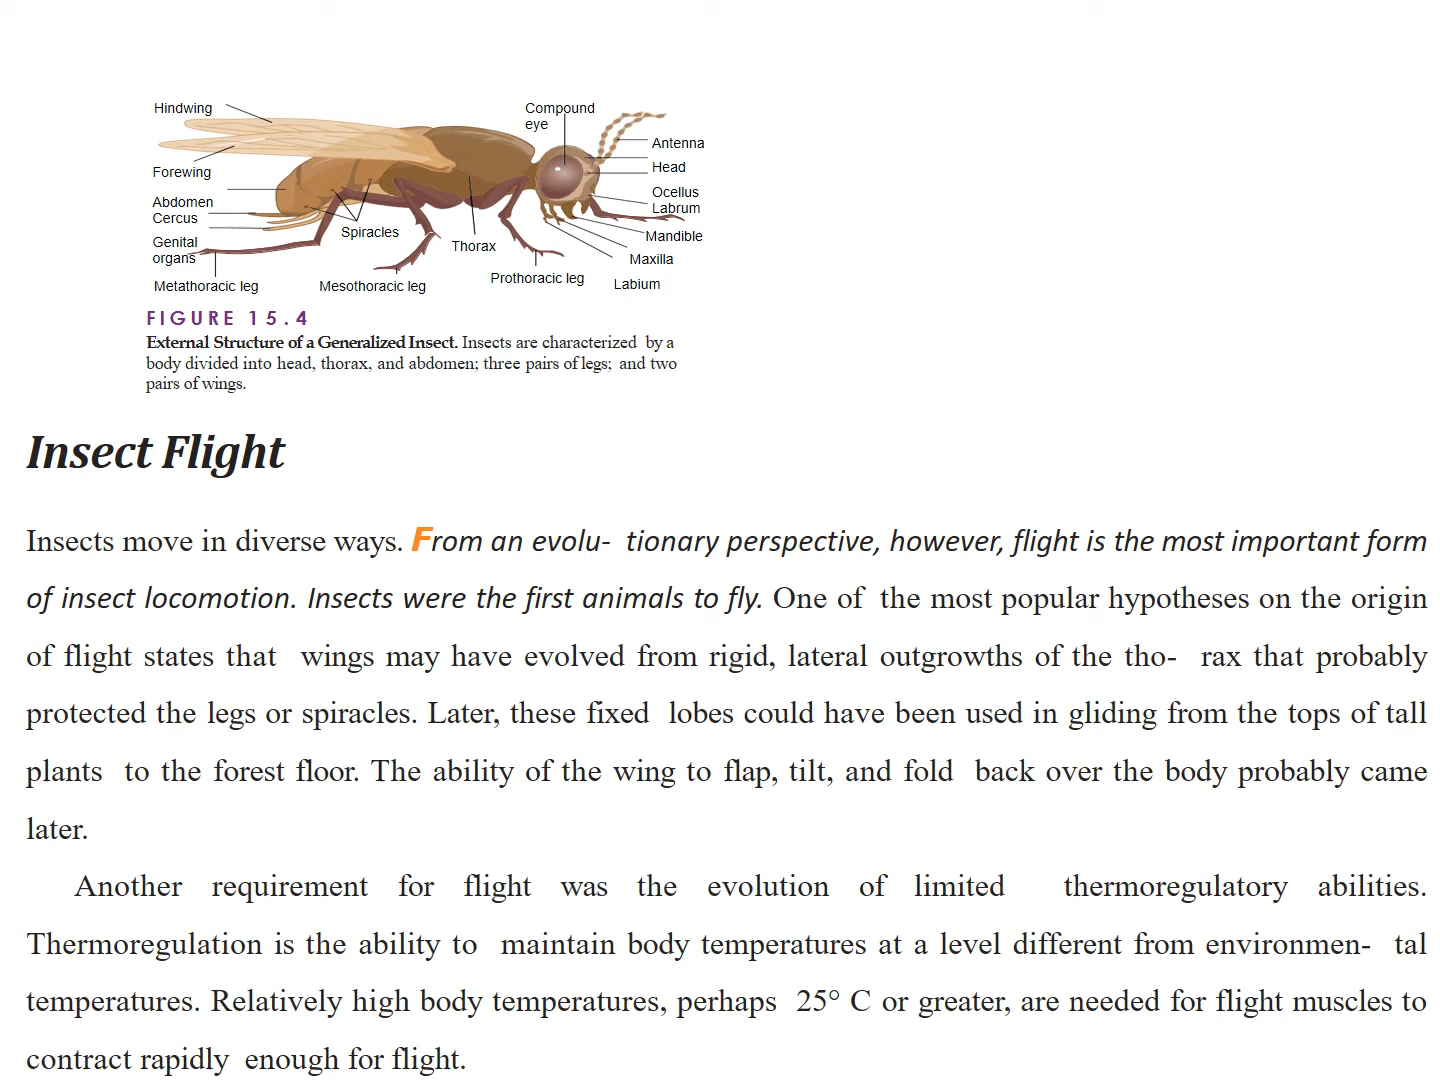 Hindwing
Compound
eye
Antenna
Forewing
Head
Abdomen
Ocellus
Cercus
Labrum
Spiracles
Genital
organs
Thorax
Mandible
Maxilla
Metathoracic leg
Mesothoracic leg
Prothoracic leg
Labium
FIGURE 15.4
External Structure of a Generalized Insect. Insects are characterized by a
body divided into head, thorax, and abdomen; three pairs of legs; and two
pairs of wings.
Insect Flight
Insects move in diverse ways. From an evolu- tionary perspective, however, flight is the most important form
of insect locomotion. Insects were the first animals to fly. One of the most popular hypotheses on the origin
of flight states that wings may have evolved from rigid, lateral outgrowths of the tho- rax that probably
protected the legs or spiracles. Later, these fixed lobes could have been used in gliding from the tops of tall
plants to the forest floor. The ability of the wing to flap, tilt, and fold back over the body probably came
later.
Another requirement for flight was the evolution of limited thermoregulatory abilities.
Thermoregulation is the ability to maintain body temperatures at a level different from environmen- tal
temperatures. Relatively high body temperatures, perhaps 25° C or greater, are needed for flight muscles to
contract rapidly enough for flight.